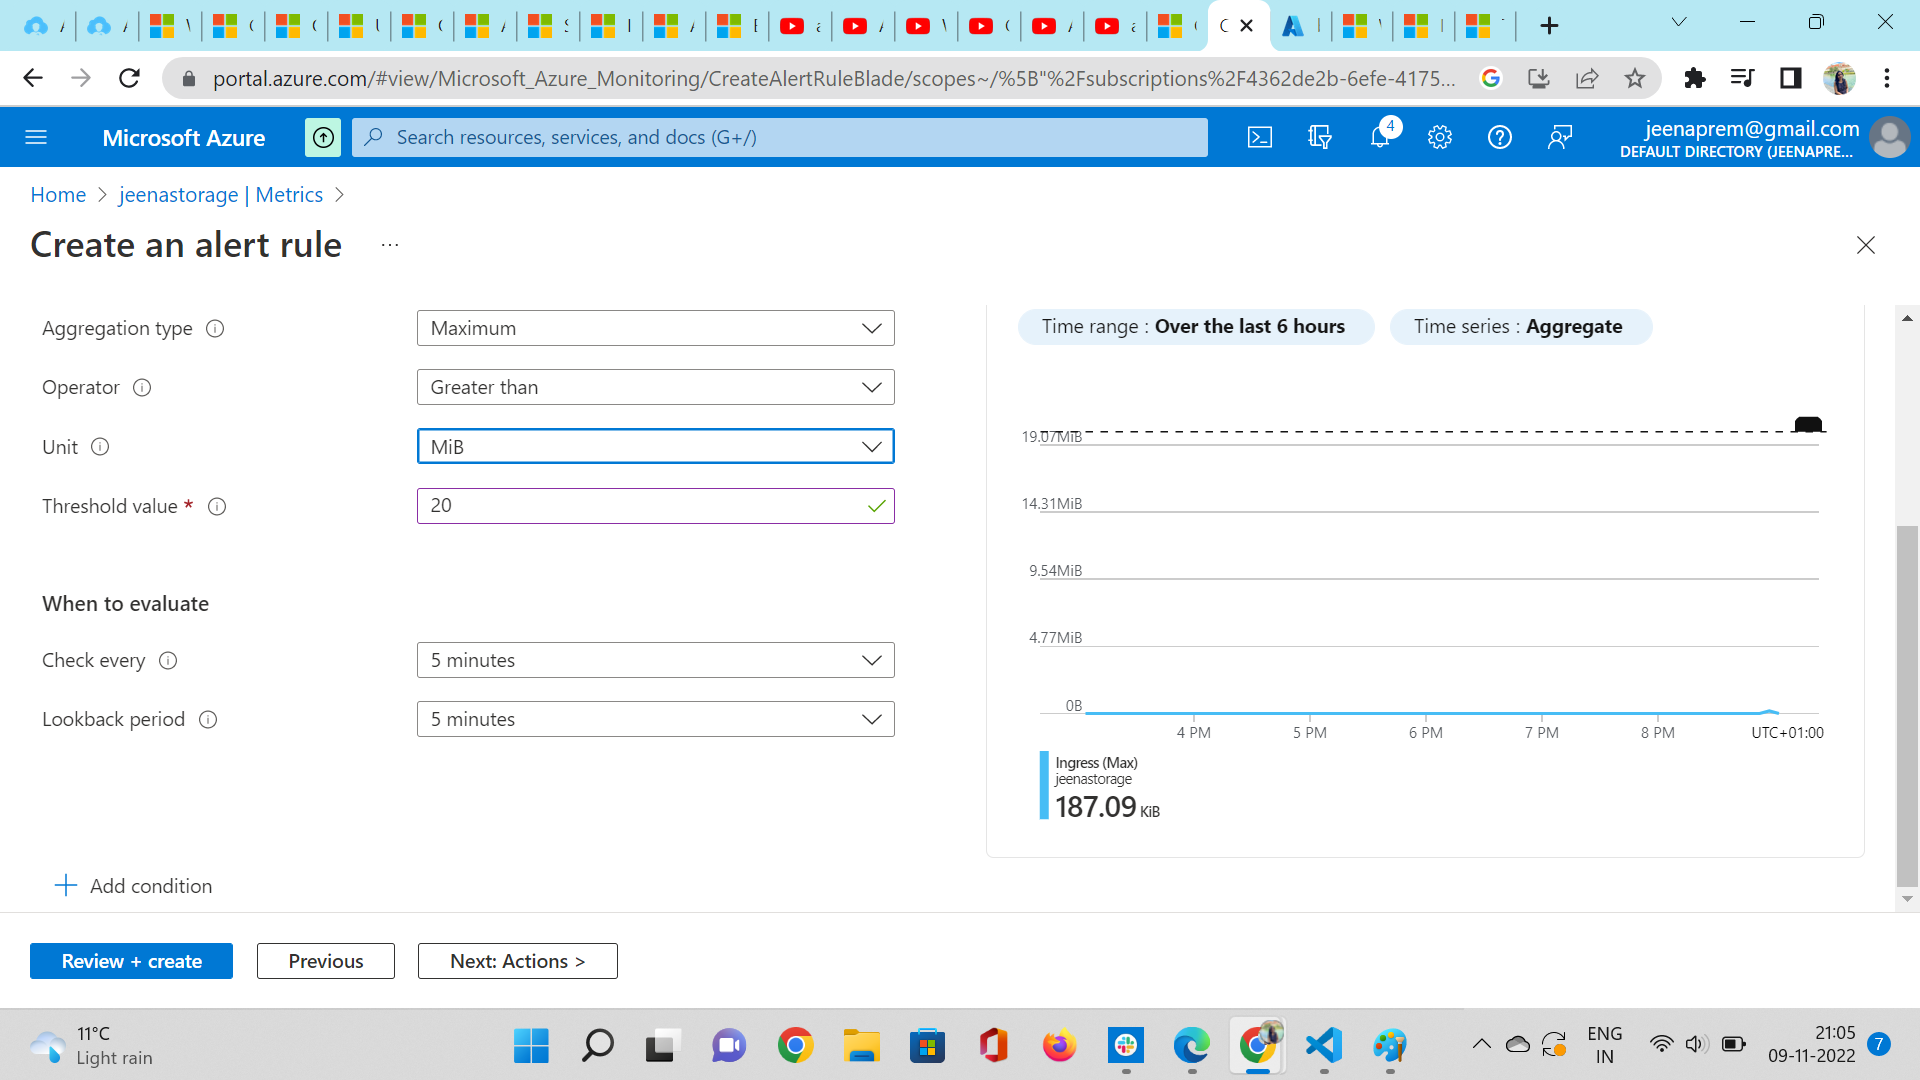 portal.azure.com/#view/Microsoft_Azure_Monitoring/CreateAlertRuleBlade/scopes~/%5B"%2Fsubscriptions%2F4362de2b-6efe-4175...
Microsoft Azure
Search resources, services, and docs (G+/)
4
jeenaprem@gmail.com
DEFAULT DIRECTORY (JEENAPRE...
Home > jeenastorage | Metrics >
Create an alert rule ...
Aggregation type
Maximum
Operator
Greater than
Unit
MiB
Threshold value *
20
When to evaluate
Check every
5 minutes
Lookback period
5 minutes
+ Add condition
Time range : Over the last 6 hours
Time series : Aggregate
19.07MiB
14.31MiB
9.54MiB
4.77MiB
0B
4 PM
5 PM
6 PM
7 PM
8 PM
UTC+01:00
Ingress (Max)
jeenastorage
187.09 KiB
Review + create
Previous
Next: Actions >
11°C
Light rain
ENG
IN
21:05
09-11-2022
7